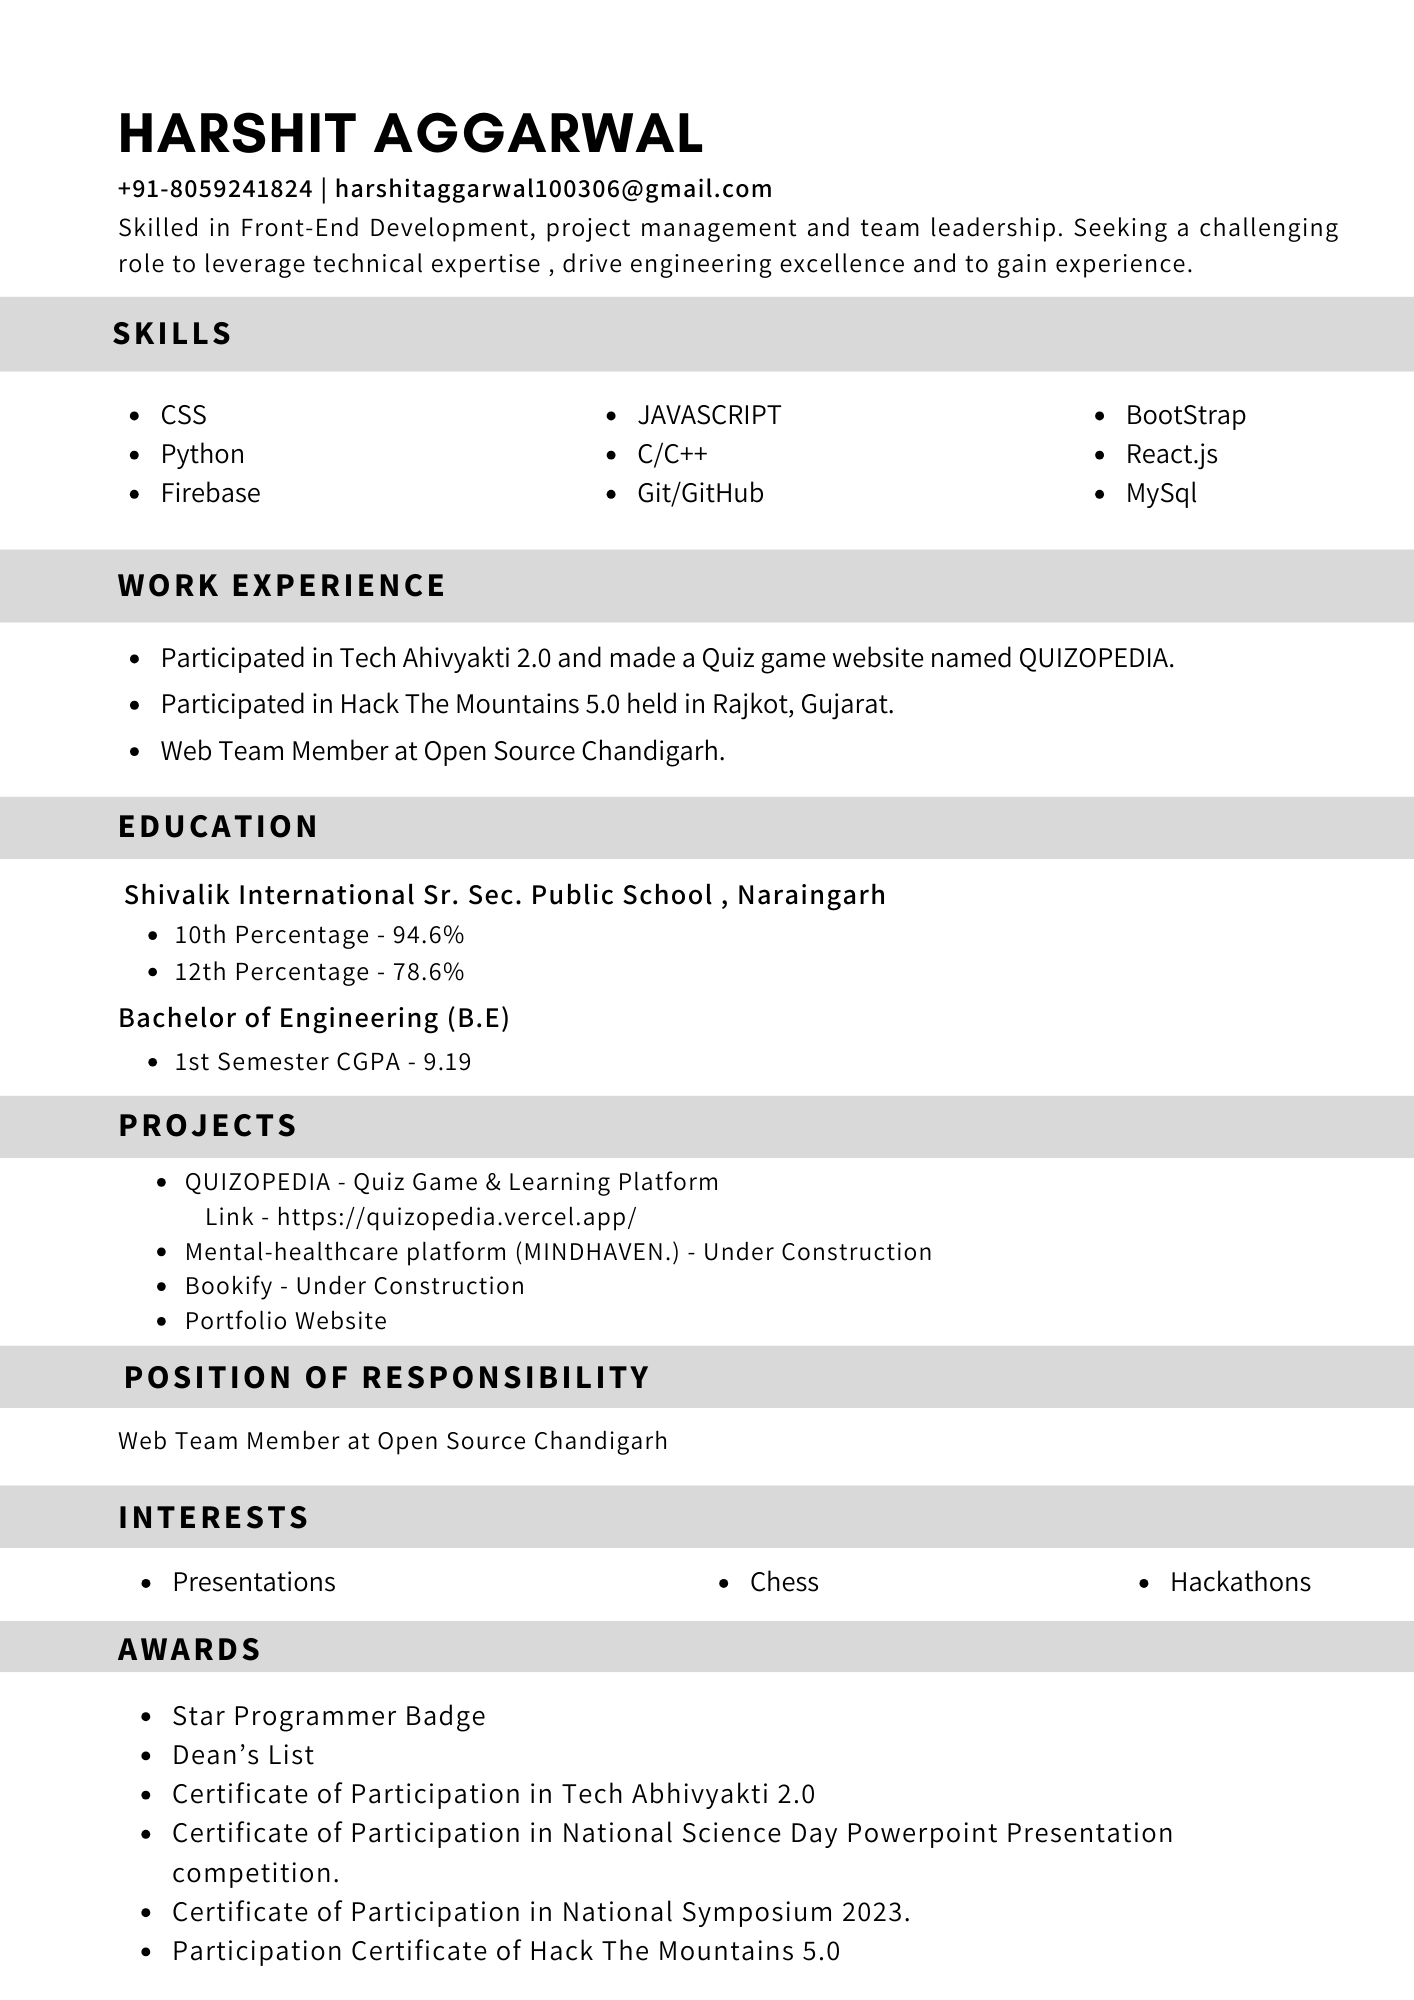 HARSHIT AGGARWAL
+91-8059241824 | harshitaggarwal100306@gmail.com
Skilled in Front-End Development, project management and team leadership. Seeking a challenging
role to leverage technical expertise , drive engineering excellence and to gain experience.
SKILLS
• CSS
• Python
• Firebase
• JAVASCRIPT
• C/C++
• Git/GitHub
• BootStrap
• React.js
• MySql
WORK EXPERIENCE
• Participated in Tech Ahivyakti 2.0 and made a Quiz game website named QUIZOPEDIA.
• Participated in Hack The Mountains 5.0 held in Rajkot, Gujarat.
• Web Team Member at Open Source Chandigarh.
EDUCATION
Shivalik International Sr. Sec. Public School , Naraingarh
• 10th Percentage - 94.6%
• 12th Percentage - 78.6%
Bachelor of Engineering (B.E)
• 1st Semester CGPA - 9.19
PROJECTS
• QUIZOPEDIA - Quiz Game & Learning Platform
Link - https://quizopedia.vercel.app/
• Mental-healthcare platform (MINDHAVEN.) - Under Construction
• Bookify - Under Construction
• Portfolio Website
POSITION OF RESPONSIBILITY
Web Team Member at Open Source Chandigarh
INTERESTS
• Presentations
• Chess
• Hackathons
AWARDS
• Star Programmer Badge
• Dean’s List
• Certificate of Participation in Tech Abhivyakti 2.0
• Certificate of Participation in National Science Day Powerpoint Presentation
competition.
• Certificate of Participation in National Symposium 2023.
• Participation Certificate of Hack The Mountains 5.0